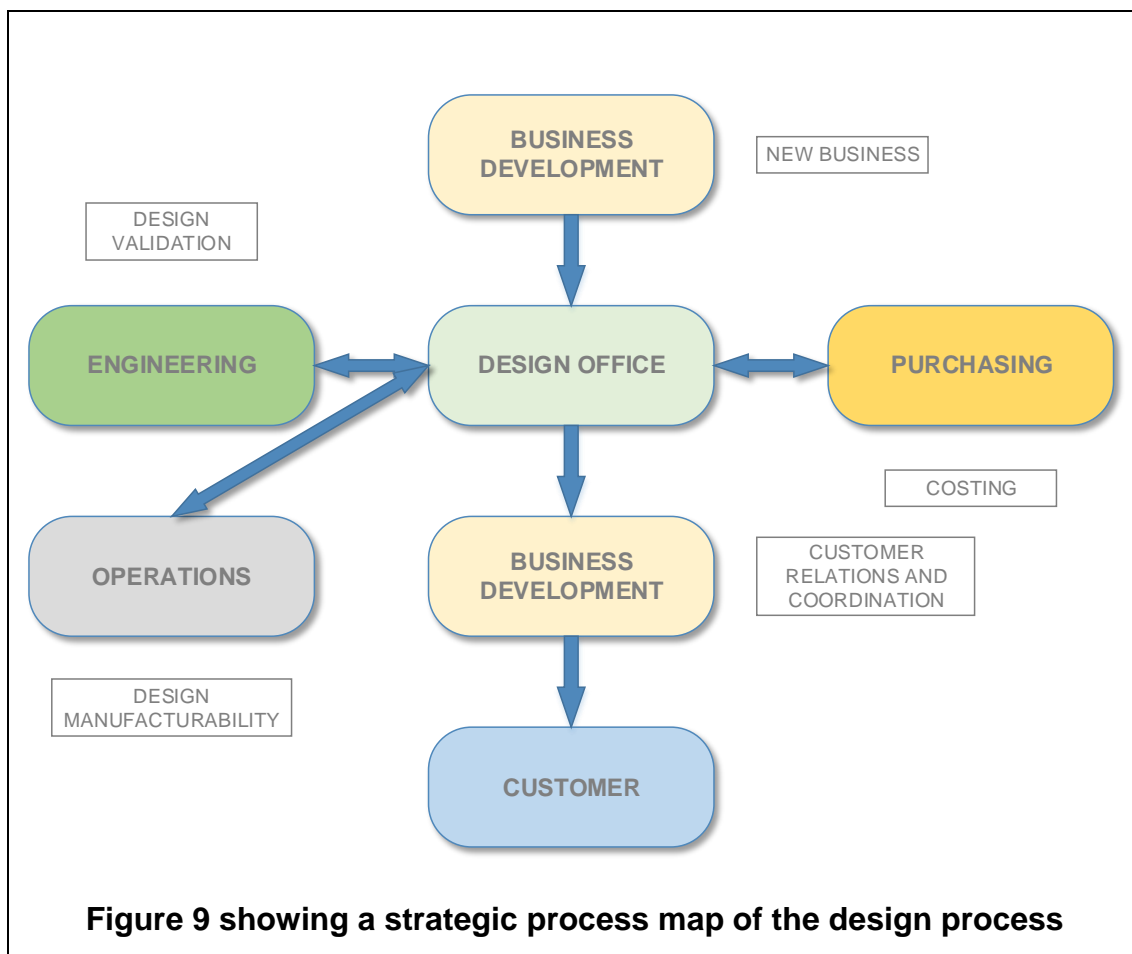 BUSINESS
DEVELOPMENT
NEW BUSINESS
DESIGN
VALIDATION
ENGINEERING
DESIGN OFFICE
PURCHASING
COSTING
OPERATIONS
BUSINESS
DEVELOPMENT
CUSTOMER
RELATIONS AND
COORDINATION
DESIGN
MANUFACTURABILITY
CUSTOMER
Figure 9 showing a strategic process map of the design process